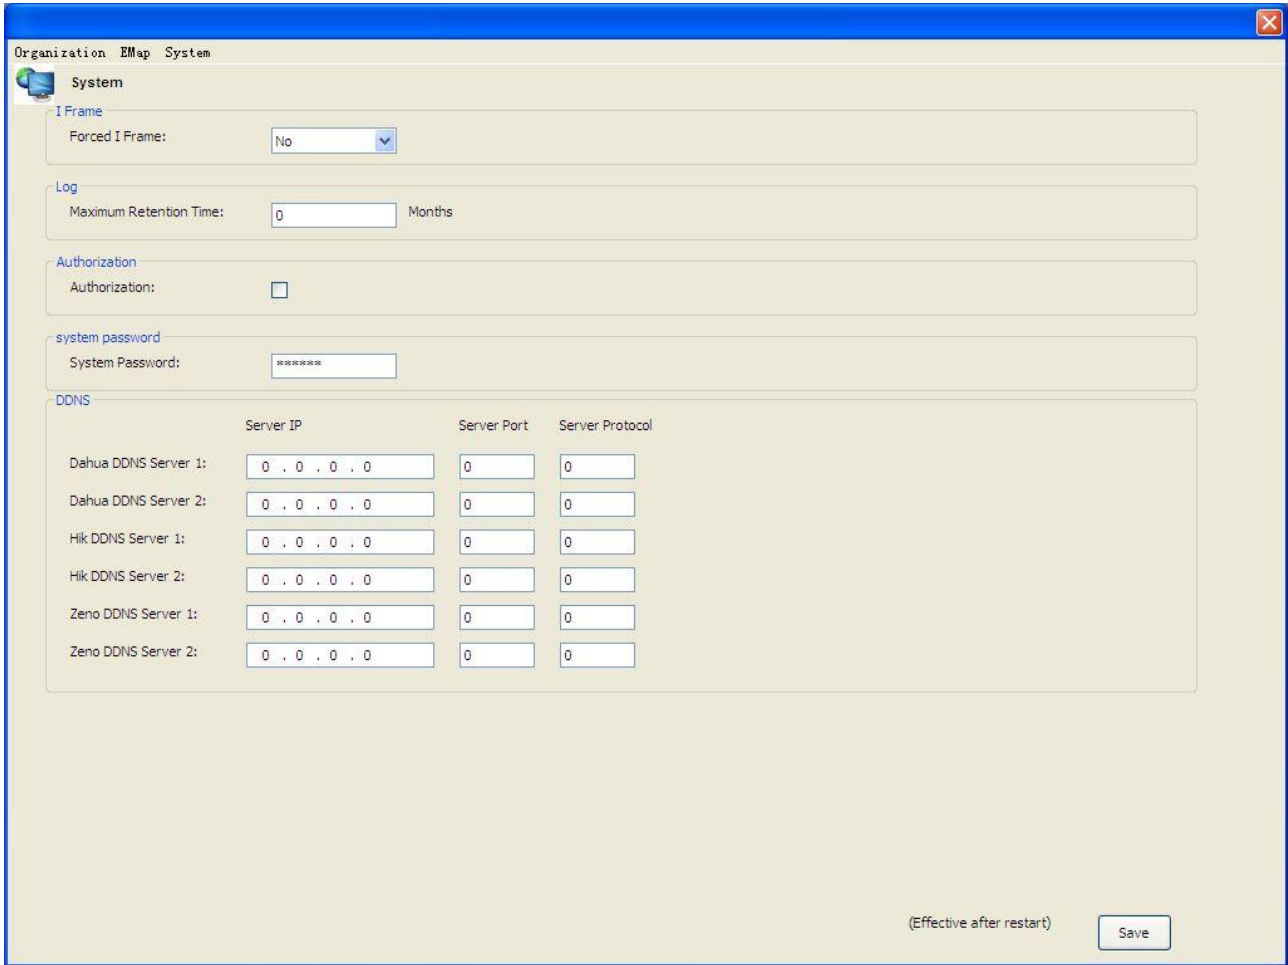 Organization EMap System
System
I Frame
Forced I Frame: No
Log
Maximum Retention Time: 0 Months
Authorization
Authorization:
system password
System Password: ******
DDNS
Server IP Server Port Server Protocol
Dahua DDNS Server 1: 0 . 0 . 0 . 0 0 0
Dahua DDNS Server 2: 0 . 0 . 0 . 0 0 0
Hik DDNS Server 1: 0 . 0 . 0 . 0 0 0
Hik DDNS Server 2: 0 . 0 . 0 . 0 0 0
Zeno DDNS Server 1: 0 . 0 . 0 . 0 0 0
Zeno DDNS Server 2: 0 . 0 . 0 . 0 0 0
(Effective after restart) Save